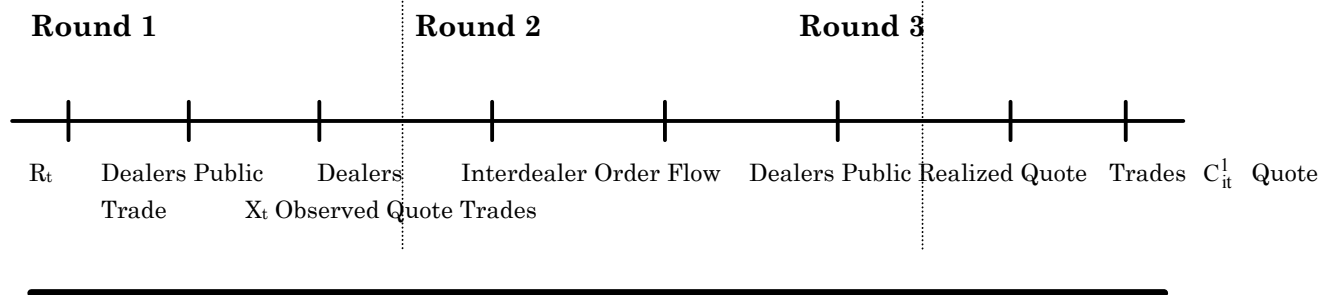 Round 1 Round 2 Round 3
Rt Dealers Public Dealers Interdealer Order Flow Dealers Public Realized Quote Trades C1it Quote
Trade Xt Observed Quote Trades